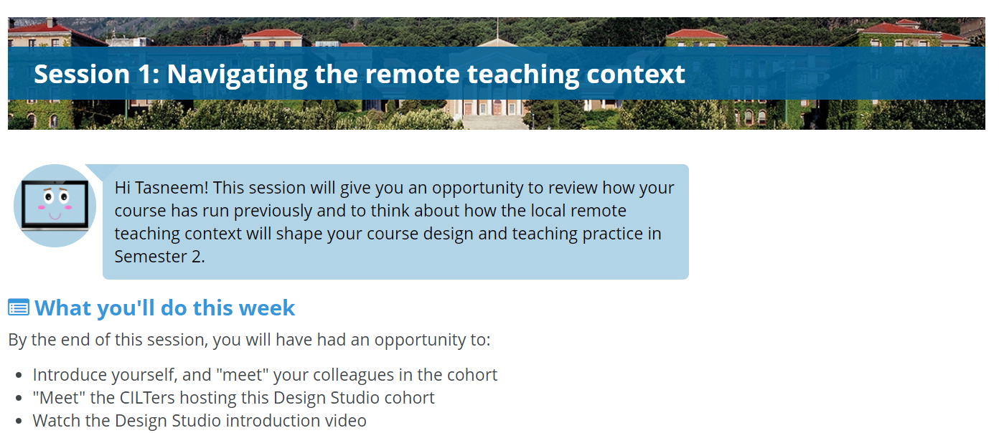 Session 1: Navigating the remote teaching context
Hi Tasneem! This session will give you an opportunity to review how your
course has run previously and to think about how the local remote
teaching context will shape your course design and teaching practice in
Semester 2.
What you'll do this week
By the end of this session, you will have had an opportunity to:
• Introduce yourself, and "meet" your colleagues in the cohort
• "Meet" the CILTers hosting this Design Studio cohort
• Watch the Design Studio introduction video